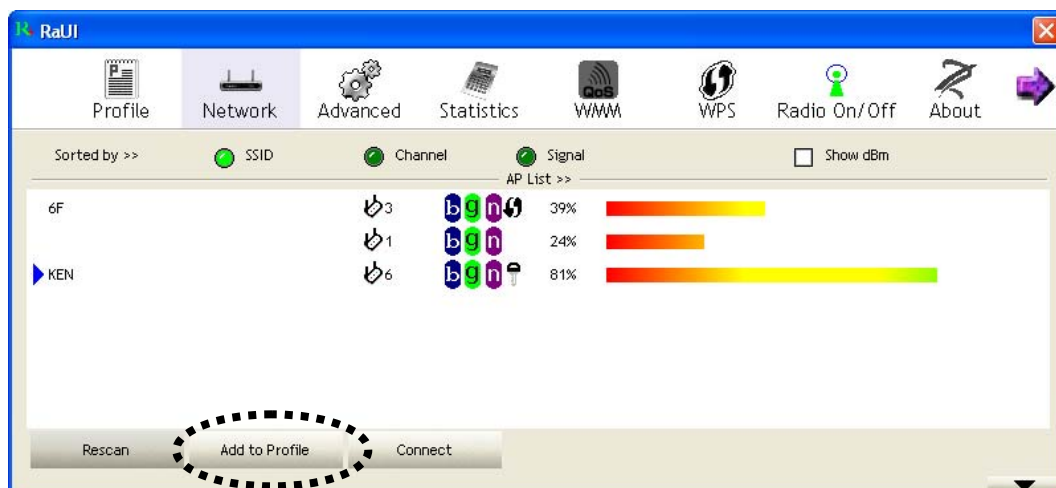 RaUI
Profile Network Advanced Statistics WMM WPS Radio On/Off About
QoS
Sorted by >> SSID Channel Signal Show dBm
AP List >>
6F 3 b g n 39%
1 b g n 24%
KEN 6 b g n 81%
Rescan Add to Profile Connect